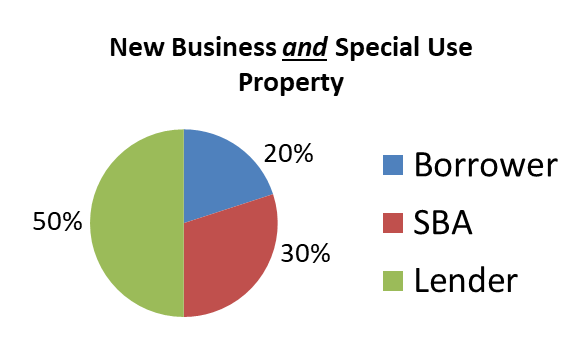 New Business and Special Use
Property
20%
50%
30%
Borrower
SBA
Lender